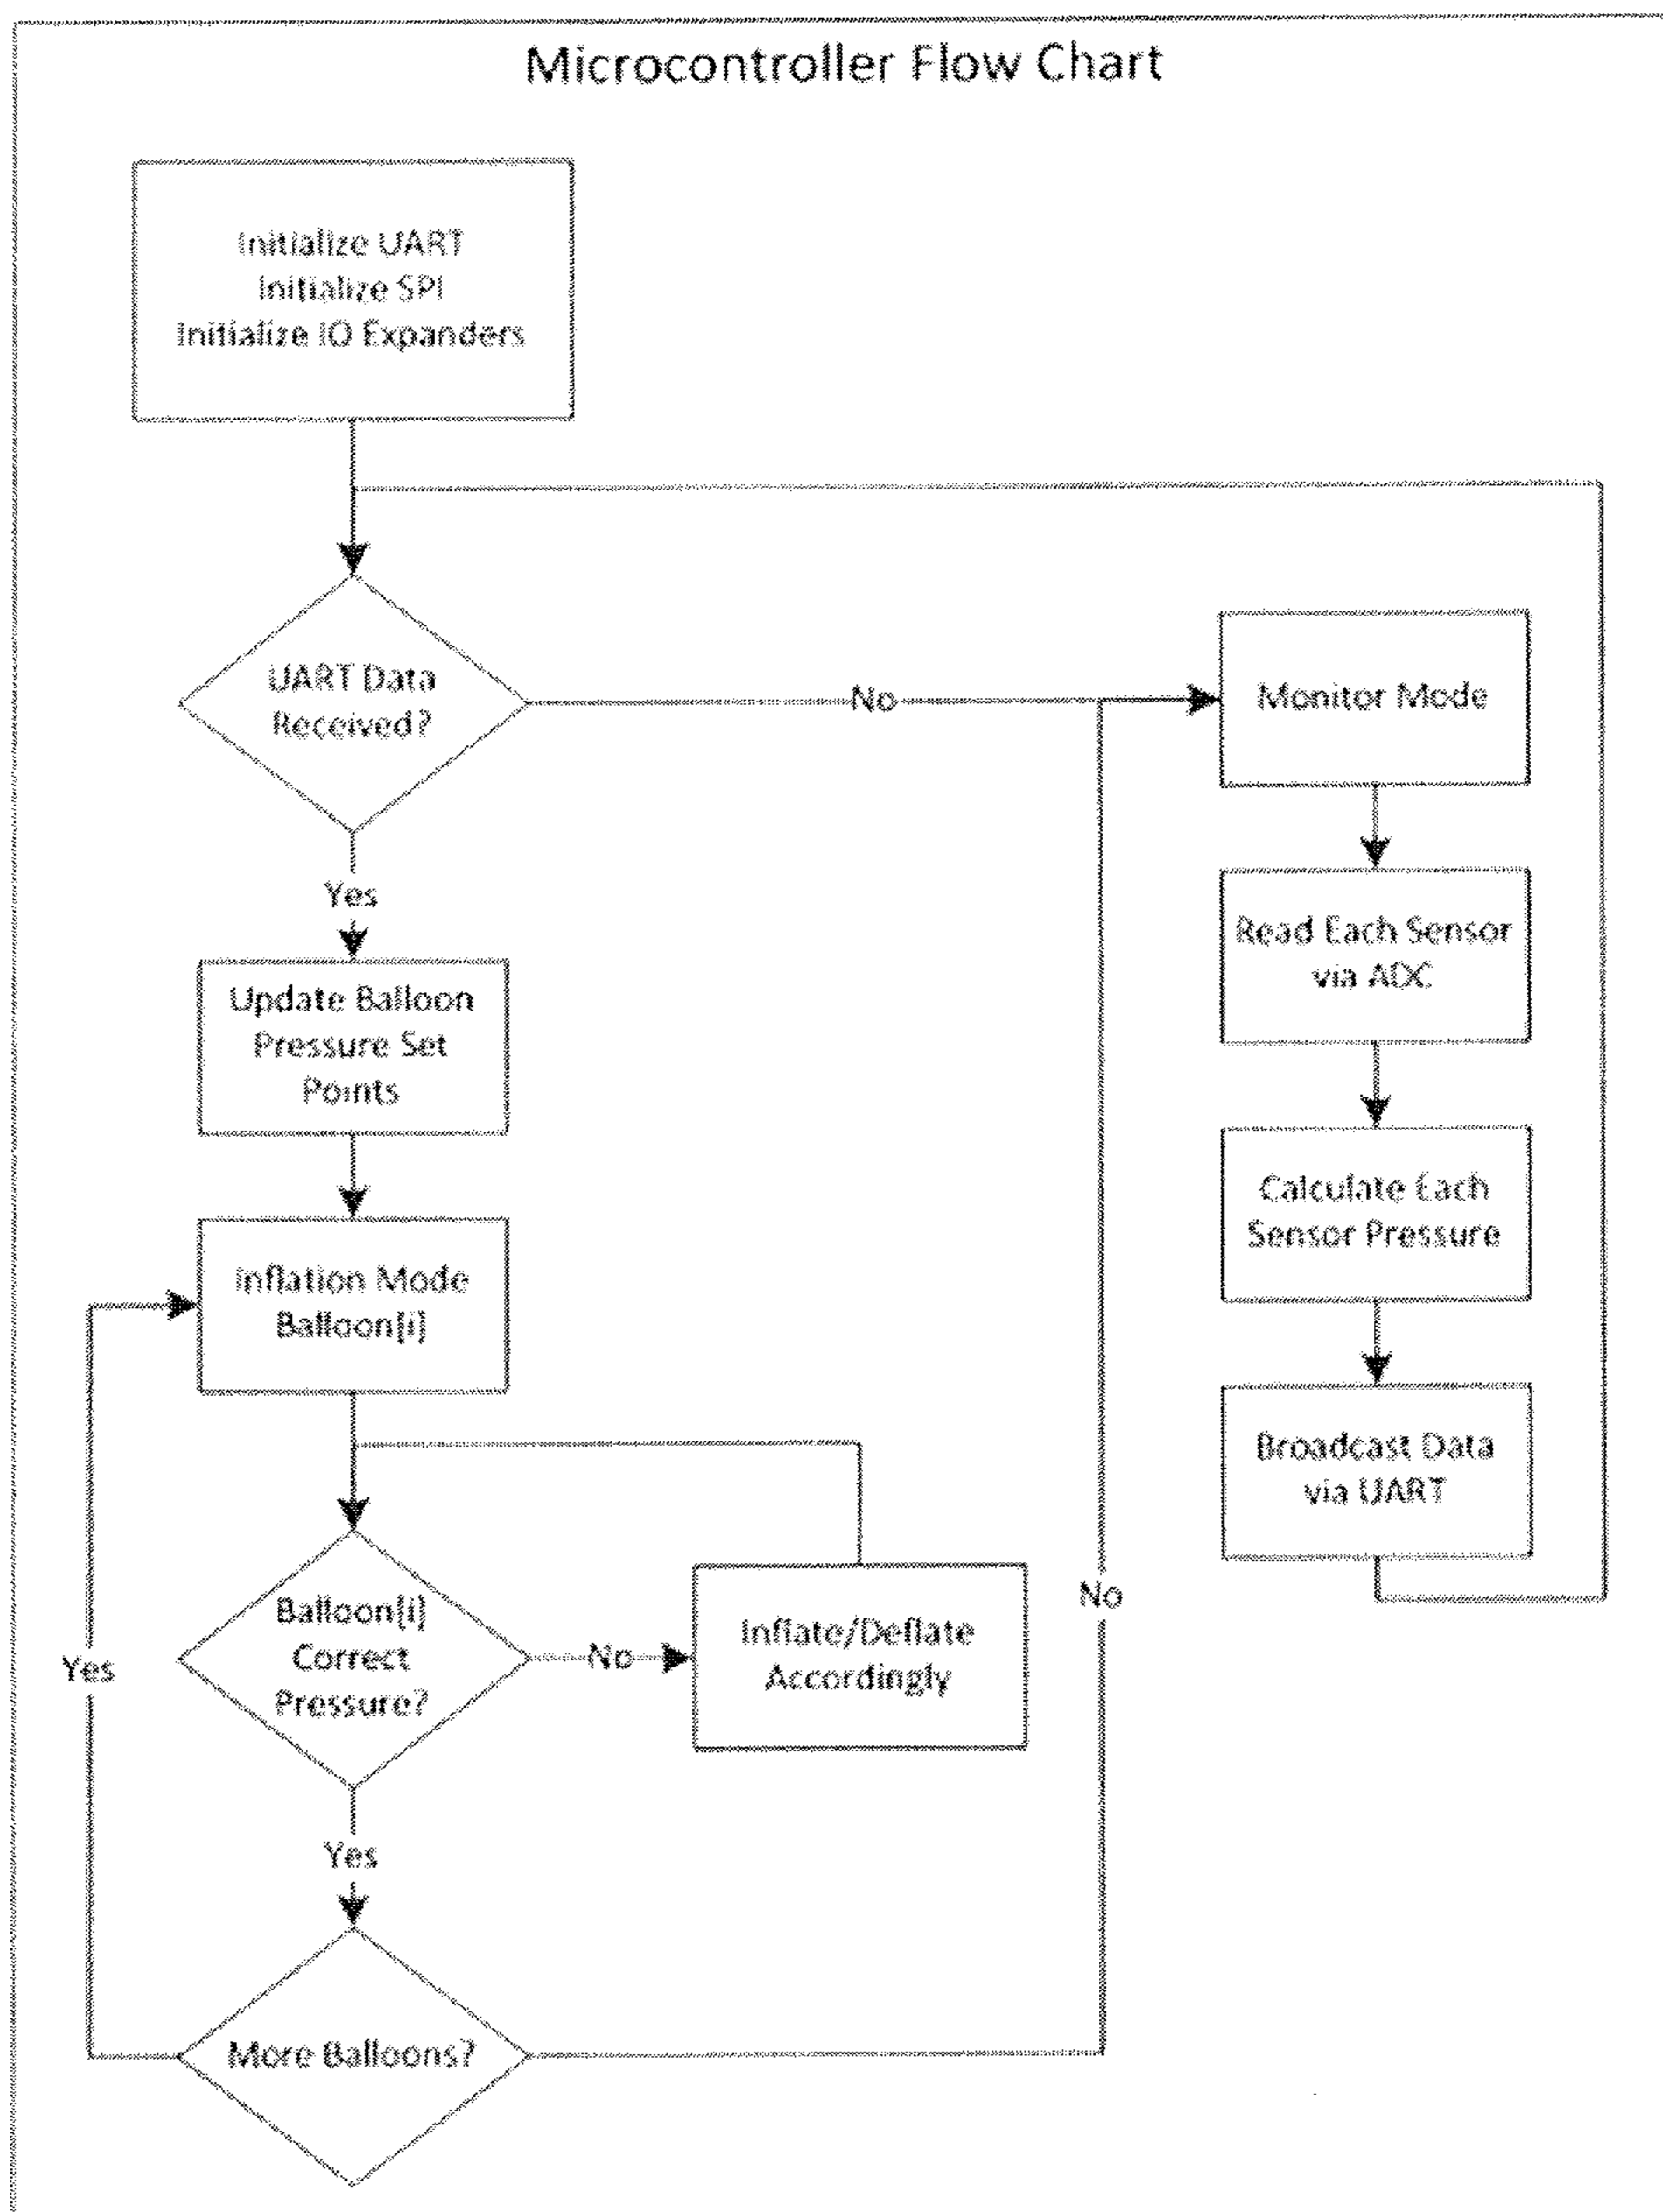 Microcontroller Flow Chart
Initialize UART
Initialize SPI
Initialize IO Expanders
UART Data
Received?
No
Monitor Mode
Yes
Read Each Sensor
via ADC
Update Balloon
Pressure Set
Points
Calculate Each
Sensor Pressure
Inflation Mode
Balloon[i]
Broadcast Data
via UART
Balloon[i]
Correct
Pressure?
No
Inflate/Deflate
Accordingly
No
Yes
Yes
More Balloons?